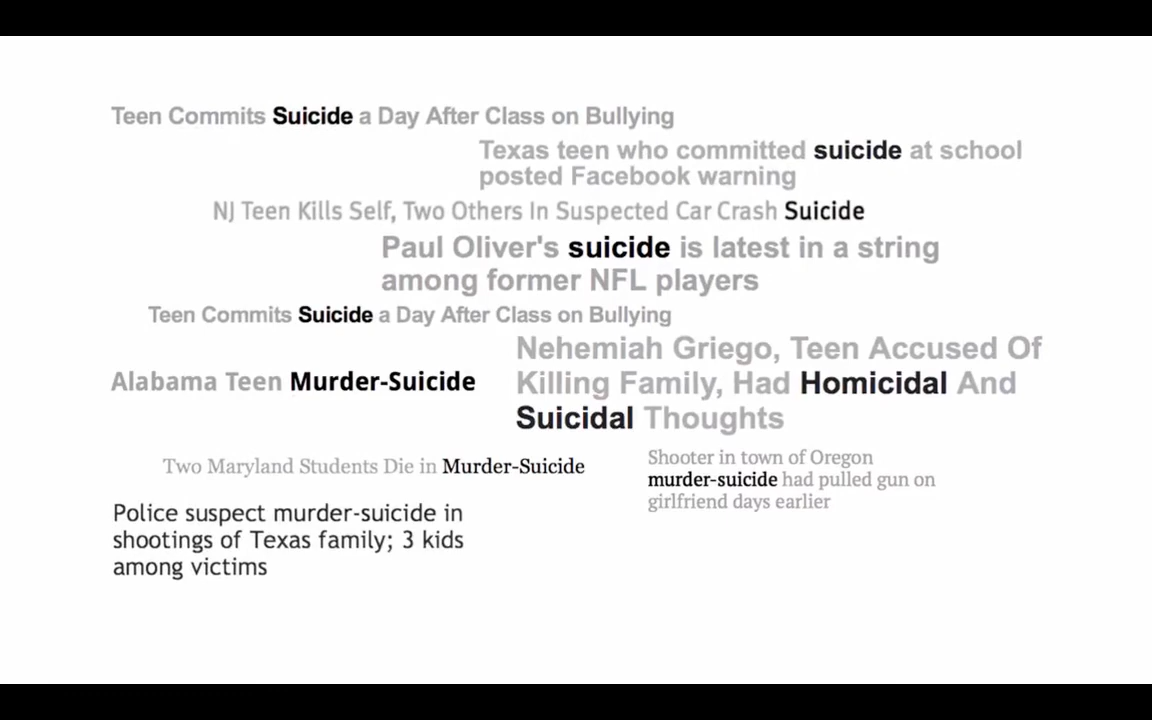 Teen Commits Suicide a Day After Class on Bullying
Texas teen who committed suicide at school
posted Facebook warning
NJ Teen Kills Self, Two Others In Suspected Car Crash Suicide
Paul Oliver's suicide is latest in a string
among former NFL players
Teen Commits Suicide a Day After Class on Bullying
Nehemiah Griego, Teen Accused Of
Killing Family, Had Homicidal And
Suicidal Thoughts
Alabama Teen Murder-Suicide
Two Maryland Students Die in Murder-Suicide
Shooter in town of Oregon
murder-suicide had pulled gun on
girlfriend days earlier
Police suspect murder-suicide in
shootings of Texas family; 3 kids
among victims